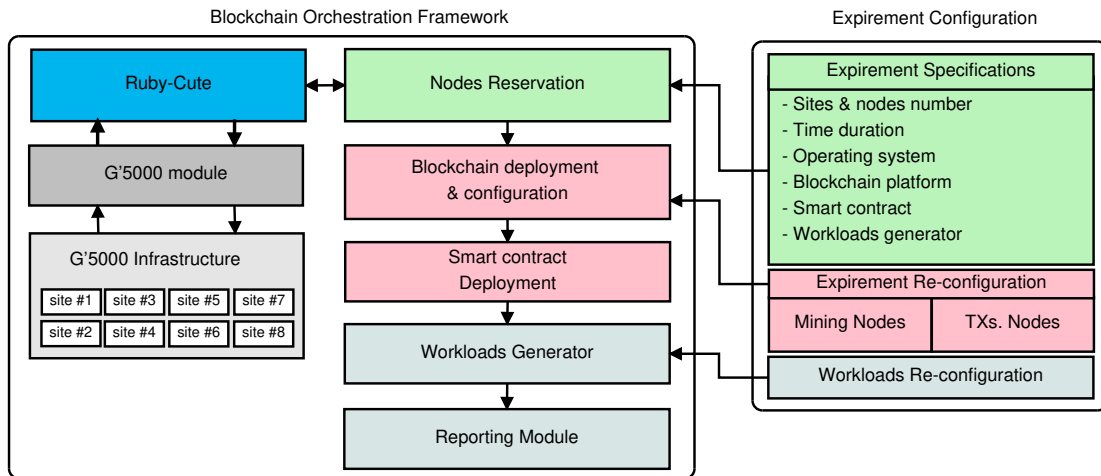 Blockchain Orchestration Framework
Ruby-Cute
G'5000 module
G'5000 Infrastructure
site #1 site #3 site #5 site #7
site #2 site #4 site #6 site #8
Nodes Reservation
Blockchain deployment
& configuration
Smart contract
Deployment
Workloads Generator
Reporting Module
Expirement Configuration
Expirement Specifications
- Sites & nodes number
- Time duration
- Operating system
- Blockchain platform
- Smart contract
- Workloads generator
Expirement Re-configuration
Mining Nodes TXs. Nodes
Workloads Re-configuration